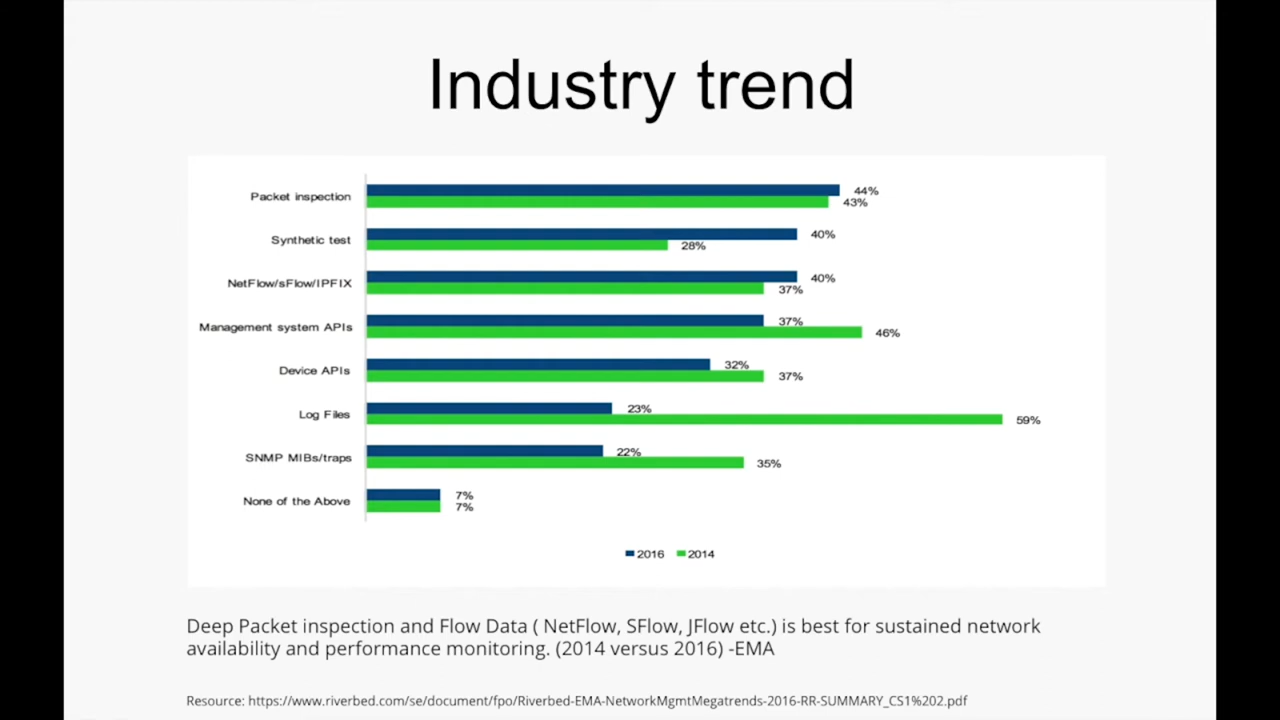 Industry trend
Packet inspection
44%
43%
Synthetic test
40%
28%
NetFlow/sFlow/IPFIX
40%
37%
Management system APIs
37%
46%
Device APIs
32%
37%
Log Files
23%
59%
SNMP MIBs/traps
22%
35%
None of the Above
7%
7%
2016 2014
Deep Packet inspection and Flow Data ( NetFlow, SFlow, JFlow etc.) is best for sustained network
availability and performance monitoring. (2014 versus 2016) -EMA
Resource: https://www.riverbed.com/se/document/fpo/Riverbed-EMA-NetworkMgmtMegatrends-2016-RR-SUMMARY_CS1%202.pdf